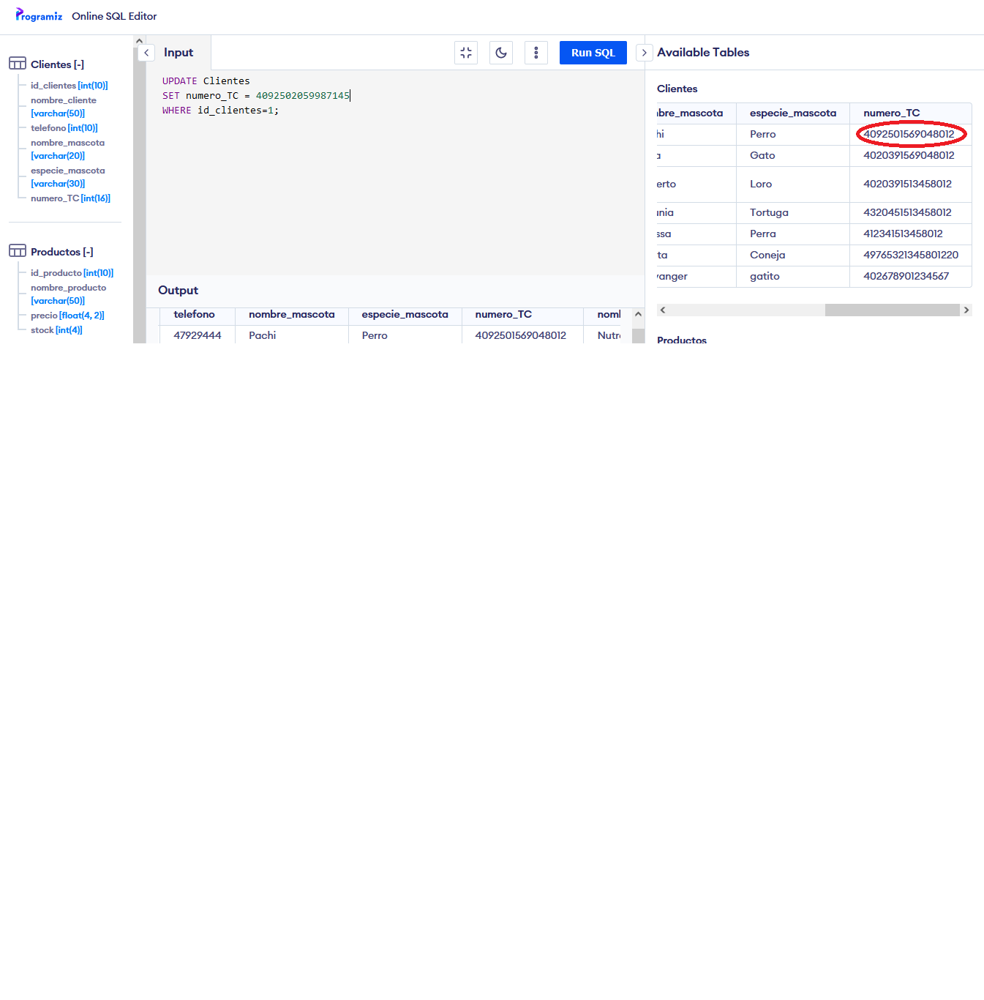 Programiz Online SQL Editor
Clientes [-]
id_clientes [int(10)]
nombre_cliente
[varchar(50)]
telefono [int(10)]
nombre_mascota
[varchar(20)]
especie_mascota
[varchar(30)]
numero_TC [int(16)]
Productos [-]
id_producto [int(10)]
nombre_producto
[varchar(50)]
precio [float(4, 2)]
stock [int(4)]
Input
Run SQL
UPDATE Clientes
SET numero_TC = 4092502059987145
WHERE id_clientes=1;
Output
telefono nombre_mascota especie_mascota numero_TC noml
47929444 Pachi Perro 4092501569048012 Nutr
Available Tables
Clientes
bre_mascota especie_mascota numero_TC
hi Perro 4092501569048012
a Gato 4020391569048012
erto Loro 4020391513458012
nia Tortuga 4320451513458012
ssa Perra 412341513458012
ta Coneja 49765321345801220
anger gatito 402678901234567
Productos